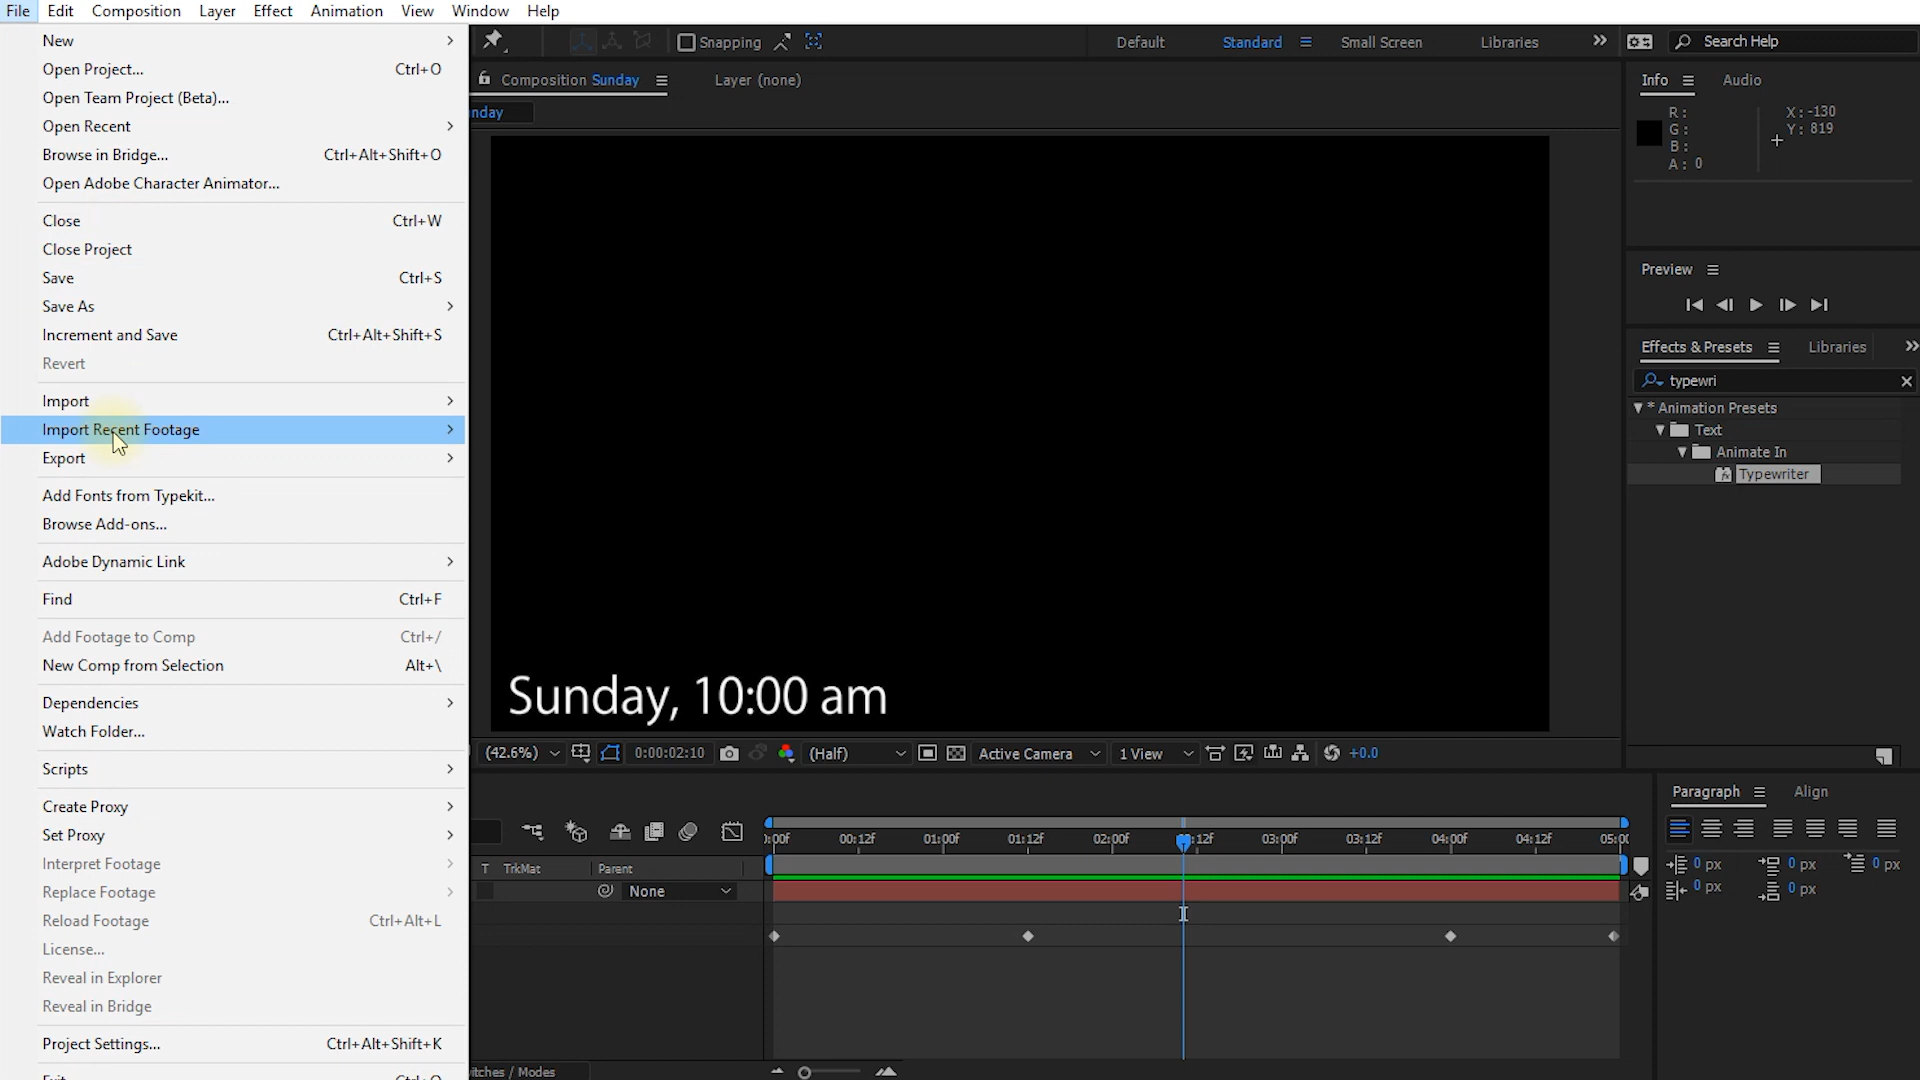 File Edit Composition Layer Effect Animation View Window Help
New
Open Project... Ctrl+O
Open Team Project (Beta)...
Open Recent
Browse in Bridge... Ctrl+Alt+Shift+O
Open Adobe Character Animator...
Close Ctrl+W
Close Project
Save Ctrl+S
Save As
Increment and Save Ctrl+Alt+Shift+S
Revert
Import
Import Recent Footage
Export
Add Fonts from Typekit...
Browse Add-ons...
Adobe Dynamic Link
Find Ctrl+F
Add Footage to Comp Ctrl+/
New Comp from Selection Alt+\
Dependencies
Watch Folder...
Scripts
Create Proxy
Set Proxy
Interpret Footage
Replace Footage
Reload Footage Ctrl+Alt+L
License...
Reveal in Explorer
Reveal in Bridge
Project Settings... Ctrl+Alt+Shift+K
Snapping Default Standard Small Screen Libraries Search Help
Composition Sunday Layer (none)
nday
Sunday, 10:00 am
(42.6%) 0:00:02:10 (Half) Active Camera 1 View +0.0
Info Audio
R: X: -130
G: Y: 819
B:
A: 0
Preview
Effects & Presets Libraries
typewri
* Animation Presets
Text
Animate In
Typewriter
Paragraph Align
0 px 0 px 0 px
0 px 0 px
:00f 00:12f 01:00f 01:12f 02:00f :12f 03:00f 03:12f 04:00f 04:12f 05:00
T TrkMat Parent
None
itches / Modes